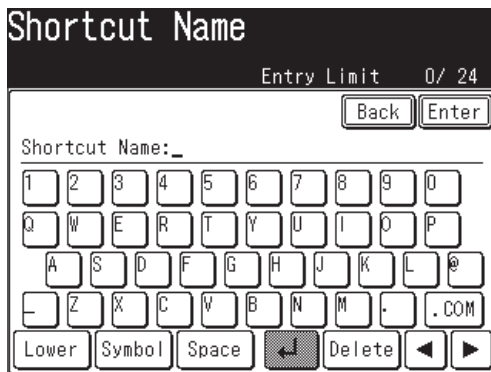 Shortcut Name
Entry Limit 0/ 24
Back Enter
Shortcut Name:_
1 2 3 4 5 6 7 8 9 0
Q W E R T Y U I O P
A S D F G H J K L @
_ Z X C V B N M . .COM
Lower Symbol Space ↵ Delete ◀ ▶